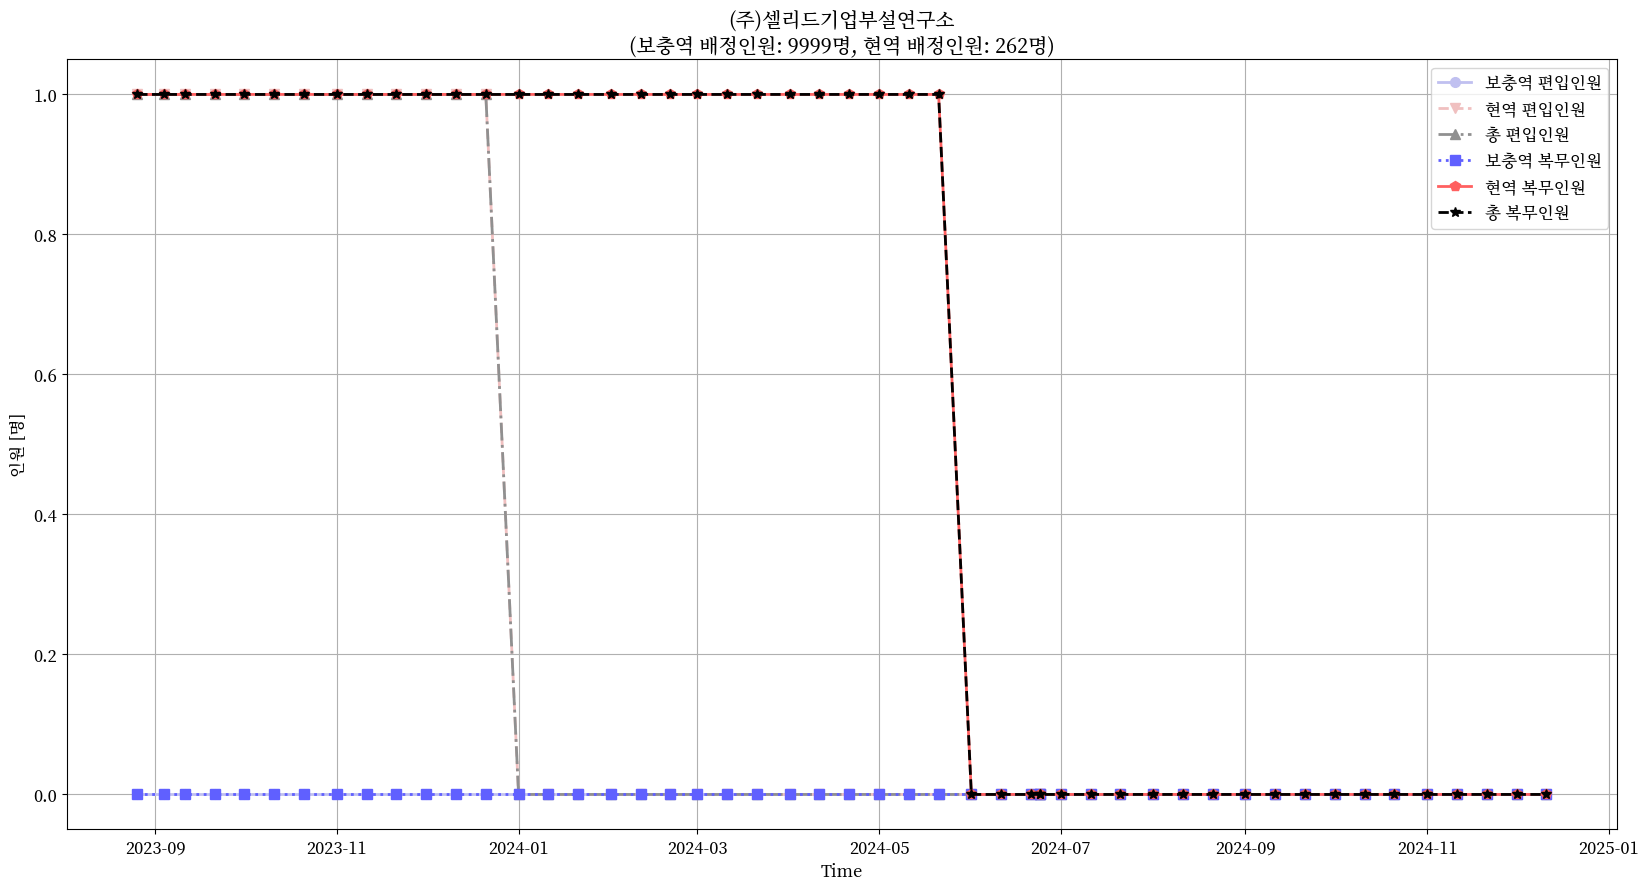 (주)셀리드기업부설연구소
(보충역 배정인원: 9999명, 현역 배정인원: 262명)
보충역 편입인원
현역 편입인원
총 편입인원
보충역 복무인원
현역 복무인원
총 복무인원
인원 [명]
1.0
0.8
0.6
0.4
0.2
0.0
2023-09 2023-11 2024-01 2024-03 2024-05 2024-07 2024-09 2024-11 2025-01
Time